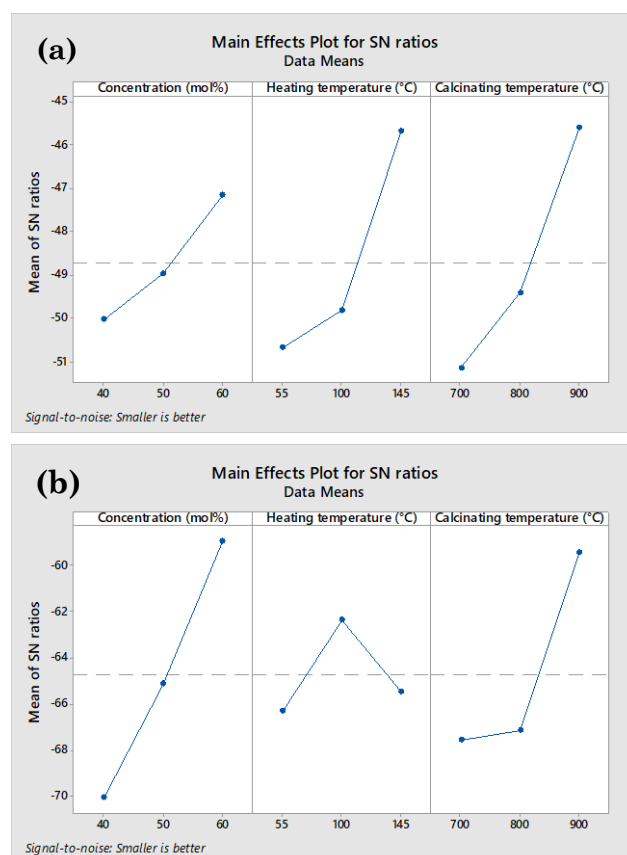 (a)
Main Effects Plot for SN ratios
Data Means
Concentration (mol%) Heating temperature (°C) Calcinating temperature (°C)
Mean of SN ratios
-45
-46
-47
-48
-49
-50
-51
40 50 60 55 100 145 700 800 900
Signal-to-noise: Smaller is better
(b)
Main Effects Plot for SN ratios
Data Means
Concentration (mol%) Heating temperature (°C) Calcinating temperature (°C)
Mean of SN ratios
-60
-62
-64
-66
-68
-70
40 50 60 55 100 145 700 800 900
Signal-to-noise: Smaller is better